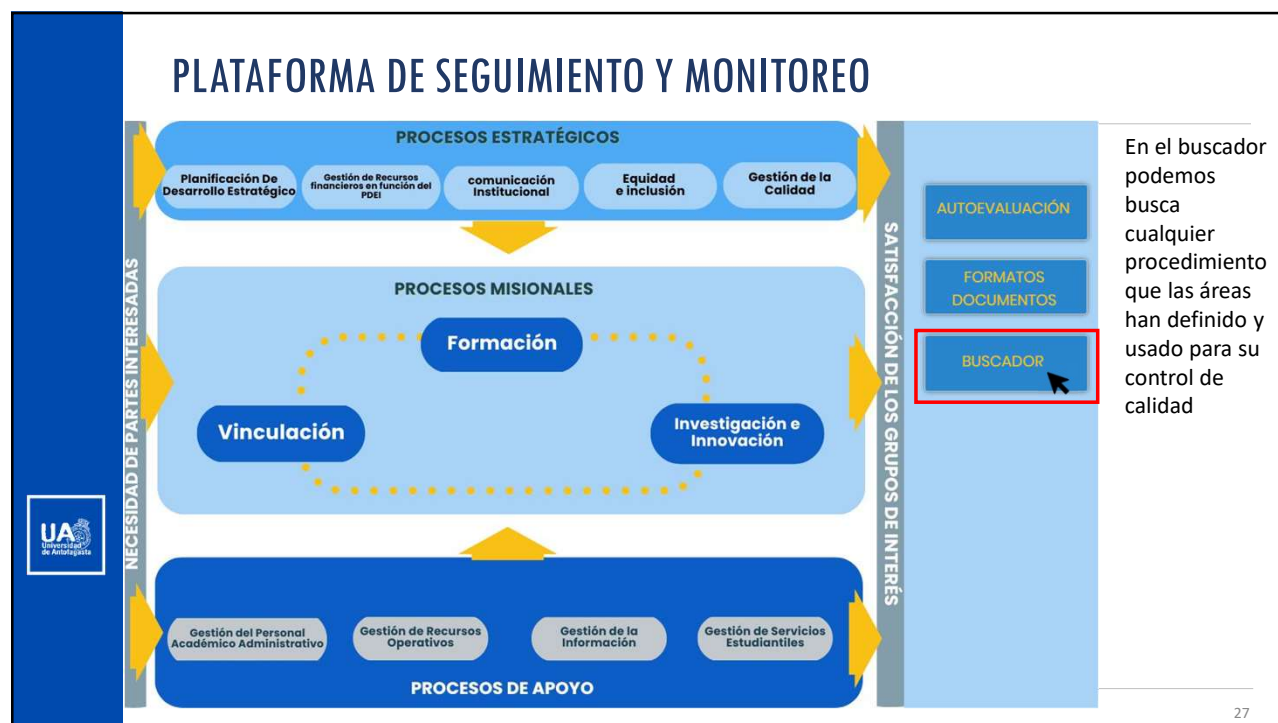 PLATAFORMA DE SEGUIMIENTO Y MONITOREO
NECESIDAD DE PARTES INTERESADAS
PROCESOS ESTRATÉGICOS
Planificación De
Desarrollo Estratégico
Gestión de Recursos
financieros en función del
PDEI
comunicación
Institucional
Equidad
e inclusión
Gestión de la
Calidad
PROCESOS MISIONALES
Formación
Vinculación
Investigación e
Innovación
Gestión del Personal
Académico Administrativo
Gestión de Recursos
Operativos
Gestión de la
Información
Gestión de Servicios
Estudiantiles
PROCESOS DE APOYO
SATISFACCIÓN DE LOS GRUPOS DE INTERÉS
AUTOEVALUACIÓN
FORMATOS
DOCUMENTOS
BUSCADOR
En el buscador
podemos
busca
cualquier
procedimiento
que las áreas
han definido y
usado para su
control de
calidad
UA
Universidad
de Antofagasta
27